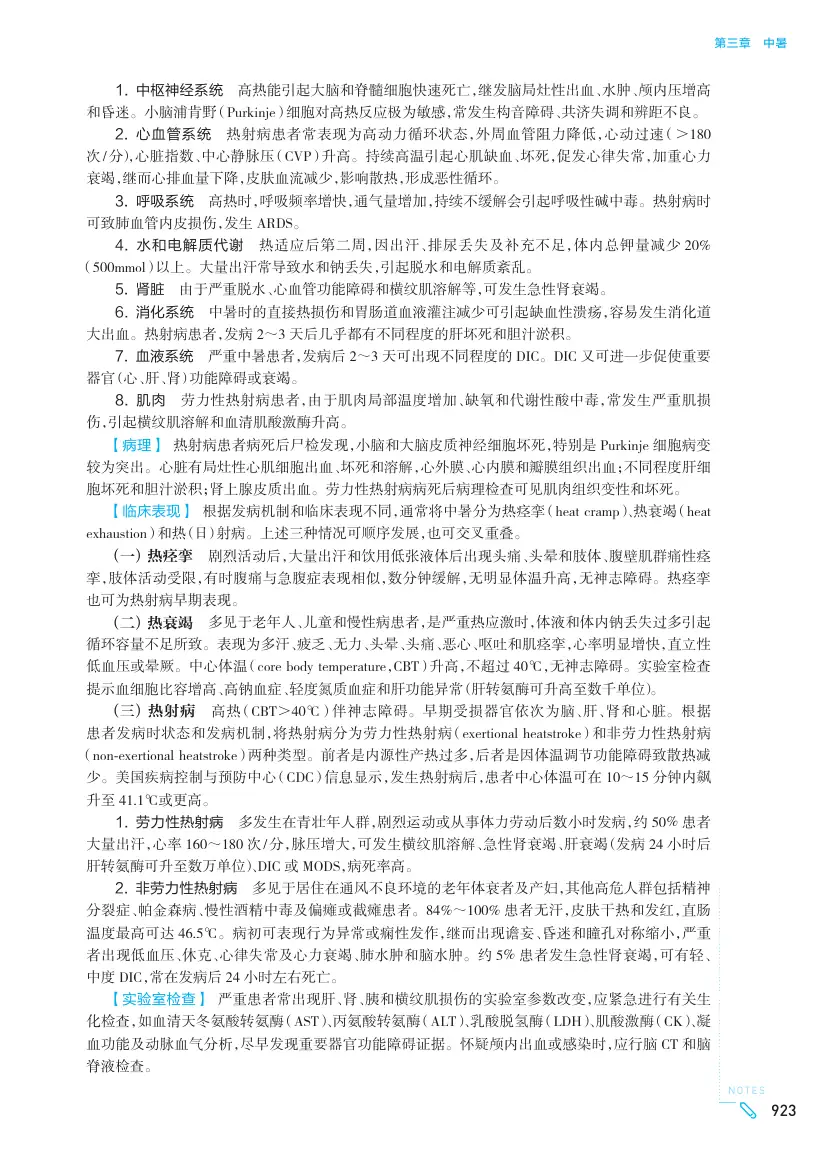 第三章　中暑
1. 中枢神经系统　高热能引起大脑和脊髓细胞快速死亡,继发脑局灶性出血、水肿、颅内压增高
和昏迷。小脑浦肯野(Purkinje)细胞对高热反应极为敏感,常发生构音障碍、共济失调和辨距不良。
2. 心血管系统　热射病患者常表现为高动力循环状态,外周血管阻力降低,心动过速(＞180
次/分),心脏指数、中心静脉压(CVP)升高。持续高温引起心肌缺血、坏死,促发心律失常,加重心力
衰竭,继而心排血量下降,皮肤血流减少,影响散热,形成恶性循环。
3. 呼吸系统　高热时,呼吸频率增快,通气量增加,持续不缓解会引起呼吸性碱中毒。热射病时
可致肺血管内皮损伤,发生 ARDS。
4. 水和电解质代谢　热适应后第二周,因出汗、排尿丢失及补充不足,体内总钾量减少 20%
(500mmol)以上。大量出汗常导致水和钠丢失,引起脱水和电解质紊乱。
5. 肾脏　由于严重脱水、心血管功能障碍和横纹肌溶解等,可发生急性肾衰竭。
6. 消化系统　中暑时的直接热损伤和胃肠道血液灌注减少可引起缺血性溃疡,容易发生消化道
大出血。热射病患者,发病 2～3 天后几乎都有不同程度的肝坏死和胆汁淤积。
7. 血液系统　严重中暑患者,发病后 2～3 天可出现不同程度的 DIC。DIC 又可进一步促使重要
器官(心、肝、肾)功能障碍或衰竭。
8. 肌肉　劳力性热射病患者,由于肌肉局部温度增加、缺氧和代谢性酸中毒,常发生严重肌损
伤,引起横纹肌溶解和血清肌酸激酶升高。
【病理】 热射病患者病死后尸检发现,小脑和大脑皮质神经细胞坏死,特别是 Purkinje 细胞病变
较为突出。心脏有局灶性心肌细胞出血、坏死和溶解,心外膜、心内膜和瓣膜组织出血;不同程度肝细
胞坏死和胆汁淤积;肾上腺皮质出血。劳力性热射病病死后病理检查可见肌肉组织变性和坏死。
【临床表现】 根据发病机制和临床表现不同,通常将中暑分为热痉挛(heat cramp)、热衰竭(heat
exhaustion)和热(日)射病。上述三种情况可顺序发展,也可交叉重叠。
(一) 热痉挛　剧烈活动后,大量出汗和饮用低张液体后出现头痛、头晕和肢体、腹壁肌群痛性痉
挛,肢体活动受限,有时腹痛与急腹症表现相似,数分钟缓解,无明显体温升高,无神志障碍。热痉挛
也可为热射病早期表现。
(二) 热衰竭　多见于老年人、儿童和慢性病患者,是严重热应激时,体液和体内钠丢失过多引起
循环容量不足所致。表现为多汗、疲乏、无力、头晕、头痛、恶心、呕吐和肌痉挛,心率明显增快,直立性
低血压或晕厥。中心体温(core body temperature,CBT)升高,不超过 40℃,无神志障碍。实验室检查
提示血细胞比容增高、高钠血症、轻度氮质血症和肝功能异常(肝转氨酶可升高至数千单位)。
(三) 热射病　高热(CBT＞40℃)伴神志障碍。早期受损器官依次为脑、肝、肾和心脏。根据
患者发病时状态和发病机制,将热射病分为劳力性热射病(exertional heatstroke)和非劳力性热射病
(non-exertional heatstroke)两种类型。前者是内源性产热过多,后者是因体温调节功能障碍致散热减
少。美国疾病控制与预防中心(CDC)信息显示,发生热射病后,患者中心体温可在 10～15 分钟内飙
升至 41.1℃或更高。
1. 劳力性热射病　多发生在青壮年人群,剧烈运动或从事体力劳动后数小时发病,约 50% 患者
大量出汗,心率 160～180 次/分,脉压增大,可发生横纹肌溶解、急性肾衰竭、肝衰竭(发病 24 小时后
肝转氨酶可升至数万单位)、DIC 或 MODS,病死率高。
2. 非劳力性热射病　多见于居住在通风不良环境的老年体衰者及产妇,其他高危人群包括精神
分裂症、帕金森病、慢性酒精中毒及偏瘫或截瘫患者。84%～100% 患者无汗,皮肤干热和发红,直肠
温度最高可达 46.5℃。病初可表现行为异常或痫性发作,继而出现谵妄、昏迷和瞳孔对称缩小,严重
者出现低血压、休克、心律失常及心力衰竭、肺水肿和脑水肿。约 5% 患者发生急性肾衰竭,可有轻、
中度 DIC,常在发病后 24 小时左右死亡。
【实验室检查】 严重患者常出现肝、肾、胰和横纹肌损伤的实验室参数改变,应紧急进行有关生
化检查,如血清天冬氨酸转氨酶(AST)、丙氨酸转氨酶(ALT)、乳酸脱氢酶(LDH)、肌酸激酶(CK)、凝
血功能及动脉血气分析,尽早发现重要器官功能障碍证据。怀疑颅内出血或感染时,应行脑 CT 和脑
脊液检查。
NOTES
923